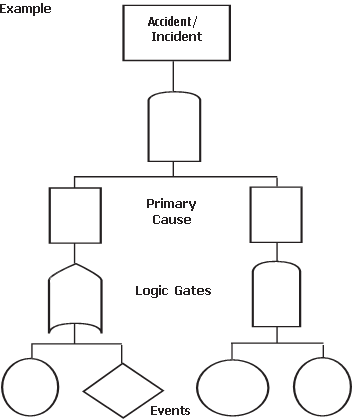 Example
Accident/
Incident
Primary
Cause
Logic Gates
Events